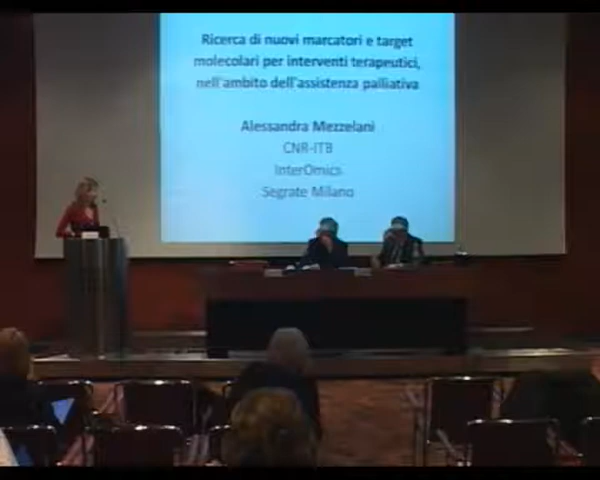 Ricerca di nuovi marcatori e target
molecolari per interventi terapeutici,
nell'ambito dell'assistenza palliativa
Alessandra Mezzelani
CNR-ITB
InterOmics
Segrate Milano